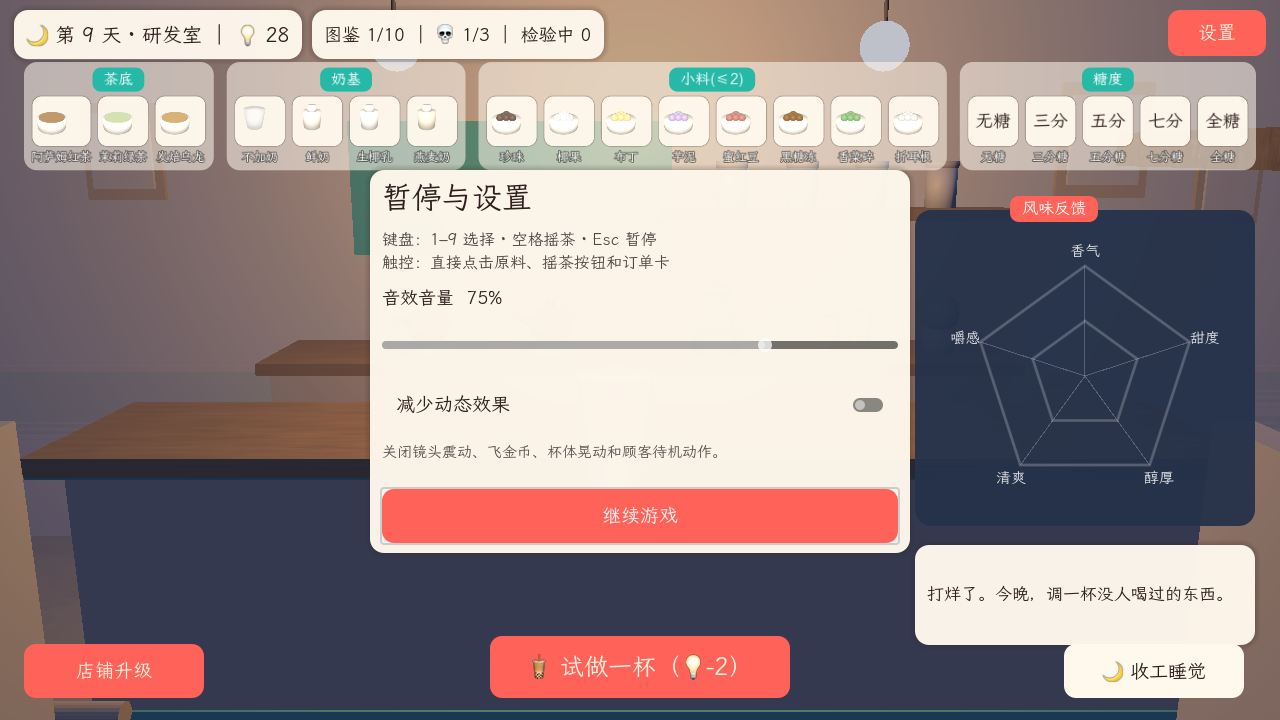 第 9 天・研发室 | 28
图鉴 1/10 | 1/3 | 检验中 0
设置
茶底
奶基
小料(≤2)
糖度
无糖
三分
五分
七分
全糖
阿萨姆红茶
茉莉绿茶
炭焙乌龙
不加奶
鲜奶
生椰乳
燕麦奶
珍珠
椰果
布丁
芋泥
蜜红豆
黑糖冻
香菜碎
折耳根
无糖
三分糖
五分糖
七分糖
全糖
暂停与设置
键盘：1–9 选择・空格摇茶・Esc 暂停
触控：直接点击原料、摇茶按钮和订单卡
音效音量 75%
减少动态效果
关闭镜头震动、飞金币、杯体晃动和顾客待机动作。
继续游戏
风味反馈
香气
嚼感
甜度
清爽
醇厚
打烊了。今晚，调一杯没人喝过的东西。
店铺升级
试做一杯（-2）
收工睡觉